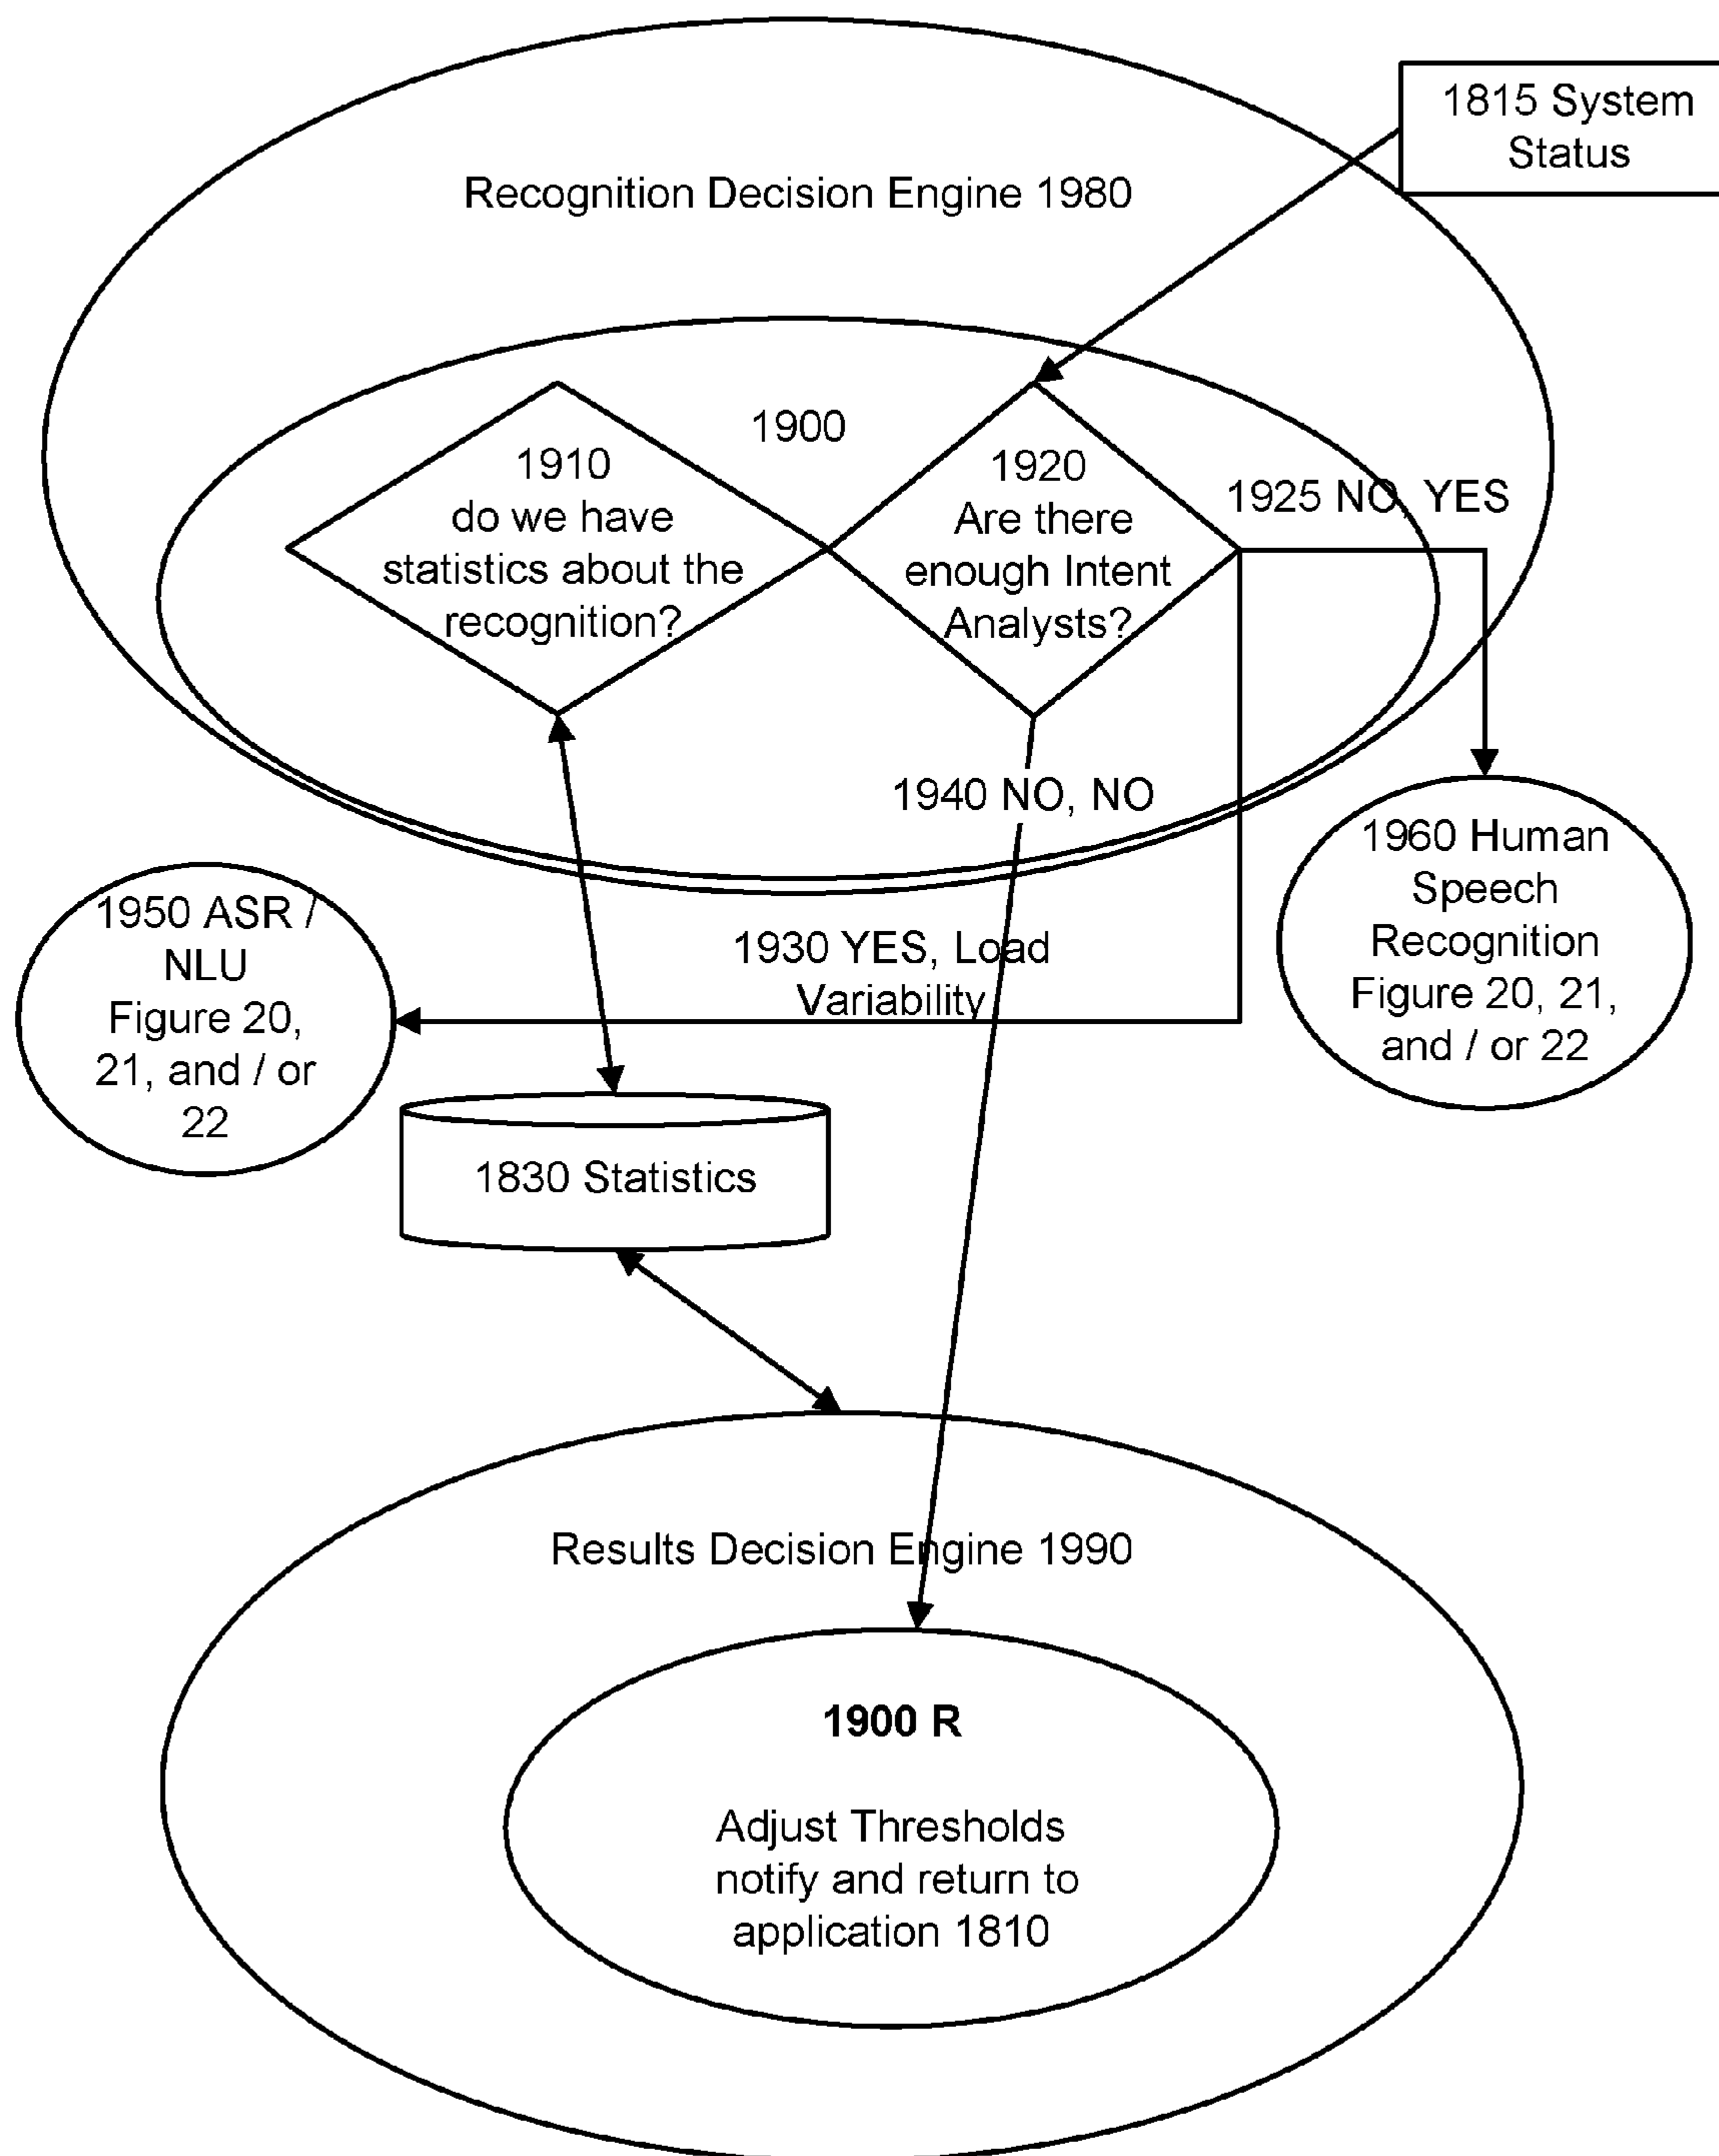 1815 System
Status
Recognition Decision Engine 1980
1900
1910
do we have
statistics about the
recognition?
1920
Are there
enough Intent
Analysts?
1925 NO, YES
1940 NO, NO
1960 Human
Speech
Recognition
Figure 20, 21,
and / or 22
1950 ASR /
NLU
Figure 20,
21, and / or
22
1930 YES, Load
Variability
1830 Statistics
Results Decision Engine 1990
1900 R
Adjust Thresholds
notify and return to
application 1810